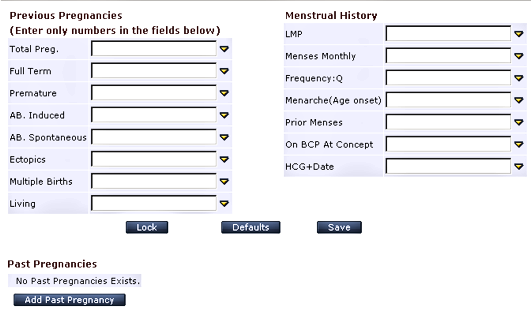 Previous Pregnancies
(Enter only numbers in the fields below)
Total Preg.
Full Term
Premature
AB. Induced
AB. Spontaneous
Ectopics
Multiple Births
Living
Menstrual History
LMP
Menses Monthly
Frequency:Q
Menarche(Age onset)
Prior Menses
On BCP At Concept
HCG+Date
Lock Defaults Save
Past Pregnancies
No Past Pregnancies Exists.
Add Past Pregnancy